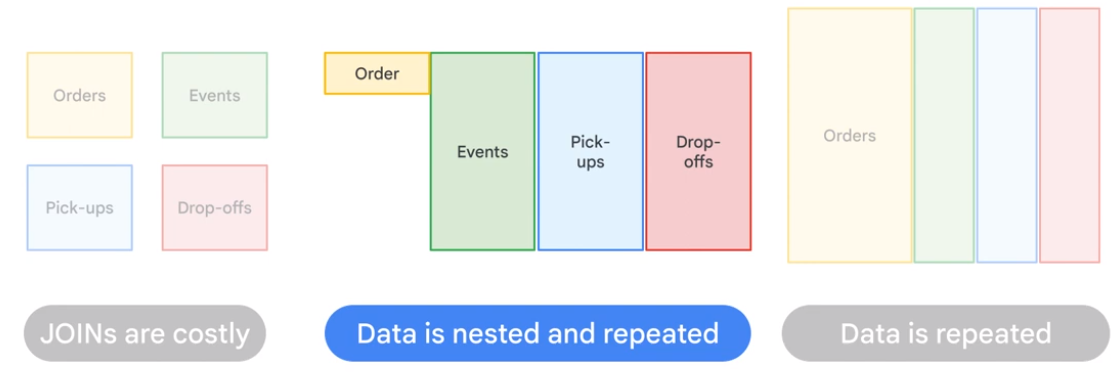 Orders
Events
Pick-ups
Drop-offs
JOINs are costly
Order
Events
Pick-
ups
Drop-
offs
Data is nested and repeated
Orders
Data is repeated